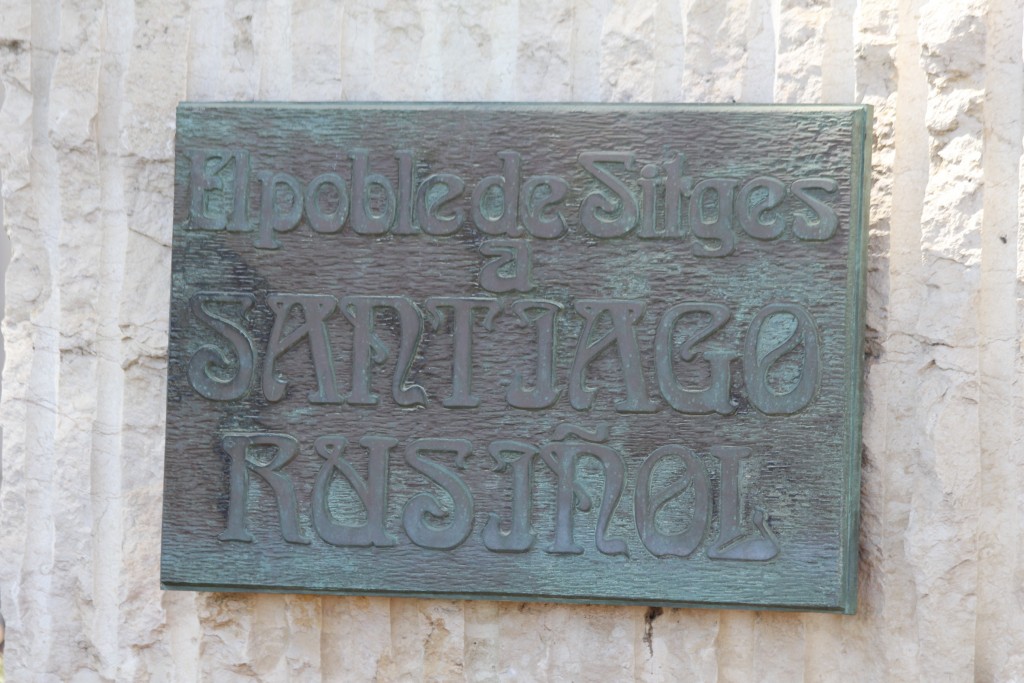 El poble de Sitges
a
SANTIAGO
RUSIÑOL